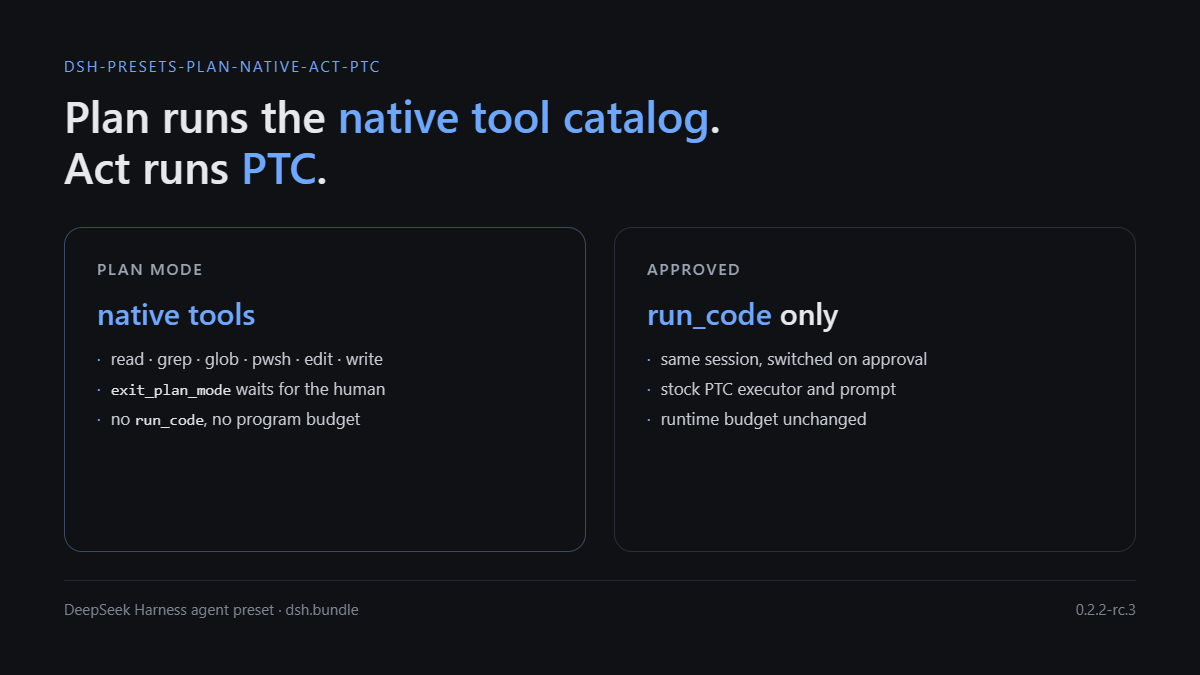 DSH-PRESETS-PLAN-NATIVE-ACT-PTC
Plan runs the native tool catalog.
Act runs PTC.
PLAN MODE
native tools
· read · grep · glob · pwsh · edit · write
· exit_plan_mode waits for the human
· no run_code, no program budget
APPROVED
run_code only
· same session, switched on approval
· stock PTC executor and prompt
· runtime budget unchanged
DeepSeek Harness agent preset · dsh.bundle
0.2.2-rc.3